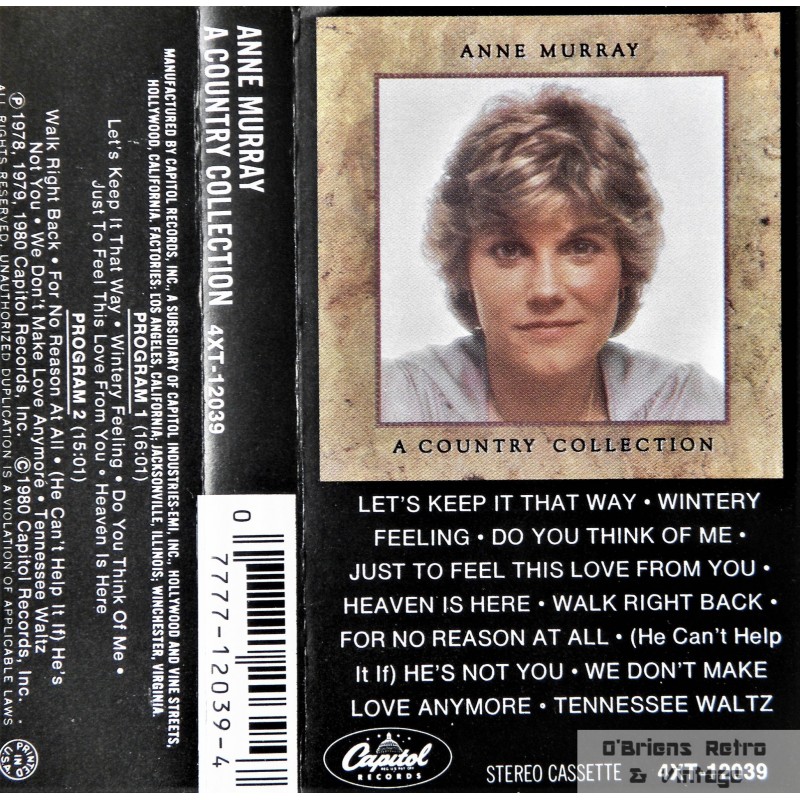 ANNE MURRAY
A COUNTRY COLLECTION
LET'S KEEP IT THAT WAY • WINTERY
FEELING • DO YOU THINK OF ME •
JUST TO FEEL THIS LOVE FROM YOU •
HEAVEN IS HERE • WALK RIGHT BACK •
FOR NO REASON AT ALL • (He Can't Help
It If) HE'S NOT YOU • WE DON'T MAKE
LOVE ANYMORE • TENNESSEE WALTZ
Capitol
RECORDS
STEREO CASSETTE 4XT-12039
O'Briens Retro
& Vintage
ANNE MURRAY
A COUNTRY COLLECTION 4XT-12039
0 7777-12039-4
MANUFACTURED BY CAPITOL RECORDS, INC., A SUBSIDIARY OF CAPITOL INDUSTRIES-EMI, INC., HOLLYWOOD AND VINE STREETS,
HOLLYWOOD, CALIFORNIA. FACTORIES: LOS ANGELES, CALIFORNIA, JACKSONVILLE, ILLINOIS, WINCHESTER, VIRGINIA.
PROGRAM 1 (16:01)
Let's Keep It That Way • Wintery Feeling • Do You Think Of Me •
Just To Feel This Love From You • Heaven Is Here
PROGRAM 2 (15:01)
Walk Right Back • For No Reason At All • (He Can't Help It If) He's
Not You • We Don't Make Love Anymore • Tennessee Waltz
℗ 1978, 1979, 1980 Capitol Records, Inc. © 1980 Capitol Records, Inc. •
ALL RIGHTS RESERVED. UNAUTHORIZED DUPLICATION IS A VIOLATION OF APPLICABLE LAWS
PRINTED
IN
U.S.A.